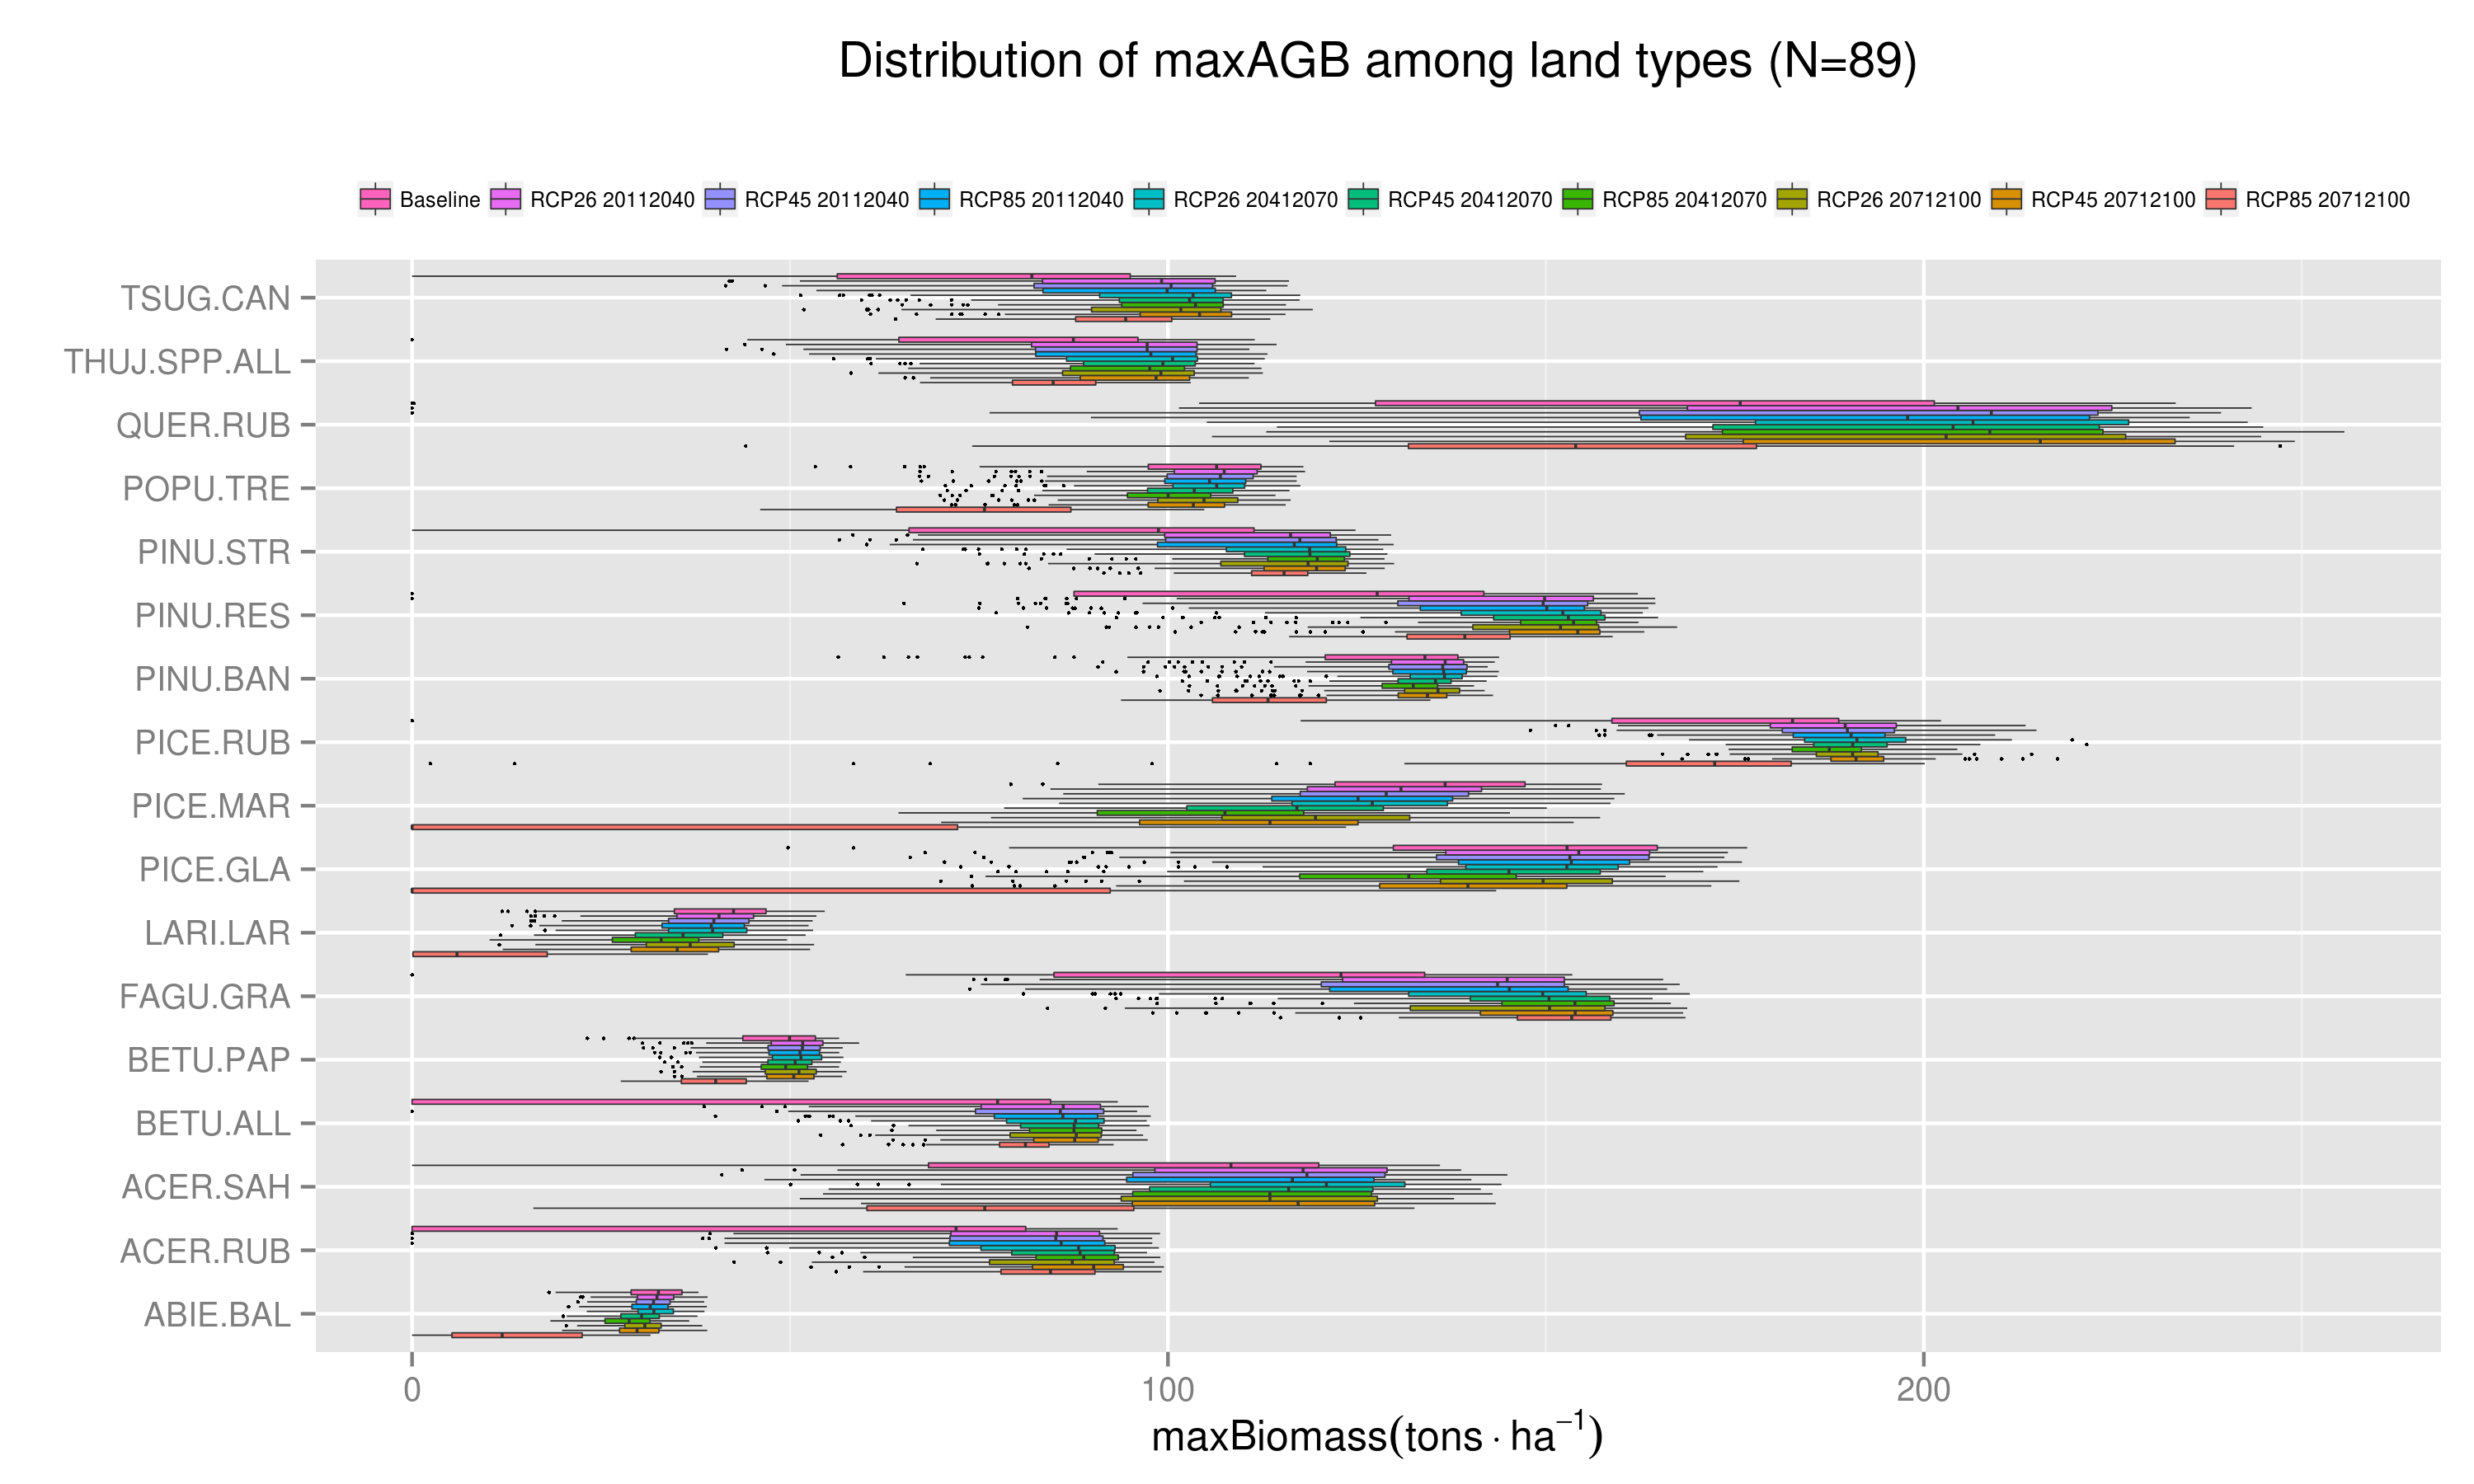 Distribution of maxAGB among land types (N=89)
Baseline RCP26 20112040 RCP45 20112040 RCP85 20112040 RCP26 20412070 RCP45 20412070 RCP85 20412070 RCP26 20712100 RCP45 20712100 RCP85 20712100
TSUG.CAN
THUJ.SPP.ALL
QUER.RUB
POPU.TRE
PINU.STR
PINU.RES
PINU.BAN
PICE.RUB
PICE.MAR
PICE.GLA
LARI.LAR
FAGU.GRA
BETU.PAP
BETU.ALL
ACER.SAH
ACER.RUB
ABIE.BAL
0 100 200
maxBiomass(tons·ha⁻¹)